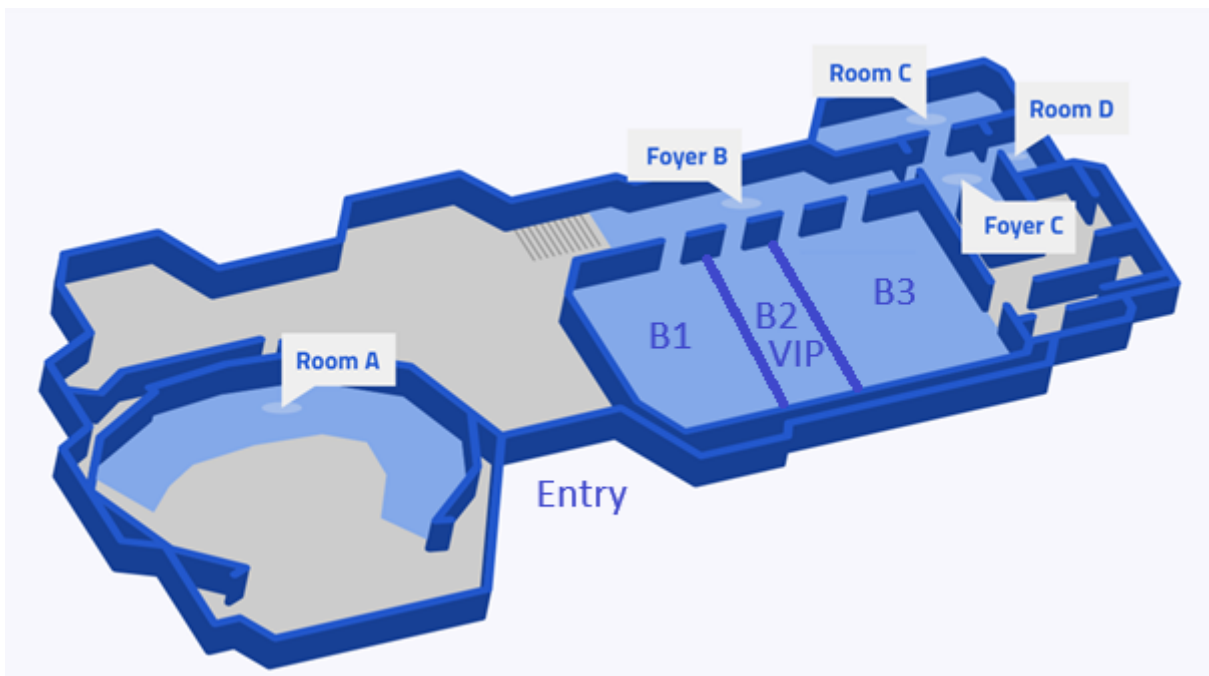 Room C
Room D
Foyer B
Foyer C
B3
B2
VIP
B1
Room A
Entry